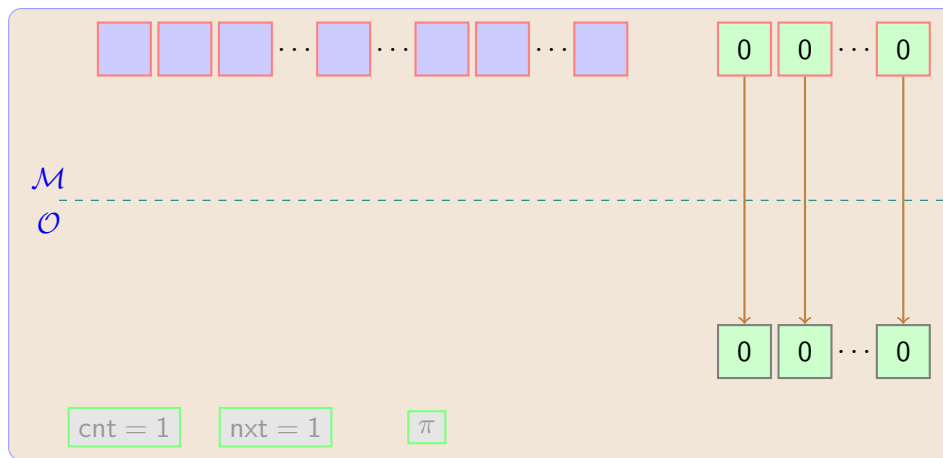 ··· ··· ··· 0 0 ··· 0
ℳ
𝒪
0 0 ··· 0
cnt = 1 nxt = 1 π